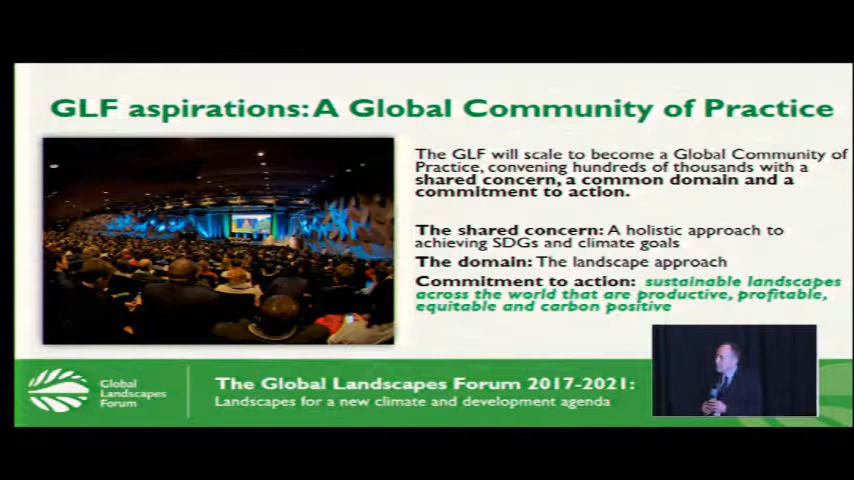 GLF aspirations: A Global Community of Practice
The GLF will scale to become a Global Community of
Practice, convening hundreds of thousands with a
shared concern, a common domain and a
commitment to action.
The shared concern: A holistic approach to
achieving SDGs and climate goals
The domain: The landscape approach
Commitment to action: sustainable landscapes
across the world that are productive, profitable,
equitable and carbon positive
Global
Landscapes
Forum
The Global Landscapes Forum 2017-2021:
Landscapes for a new climate and development agenda